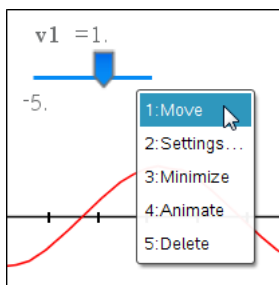 v1 =1.
-5.
1:Move
2:Settings...
3:Minimize
4:Animate
5:Delete